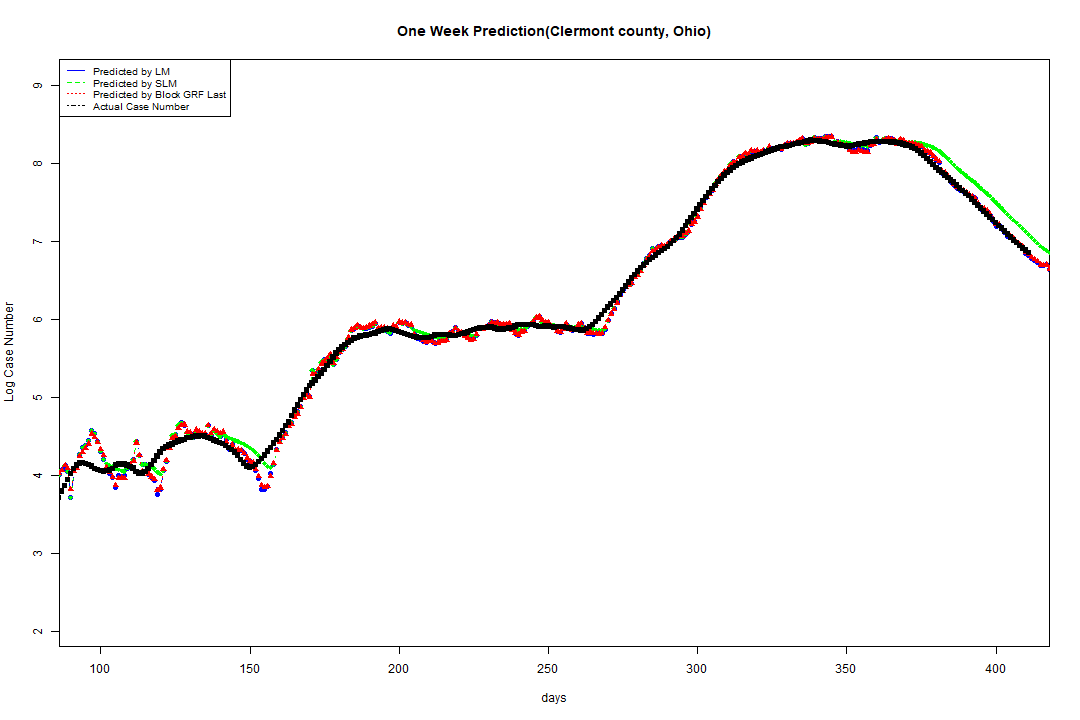 One Week Prediction(Clermont county, Ohio)
Predicted by LM
Predicted by SLM
Predicted by Block GRF Last
Actual Case Number
9
8
7
6
5
4
3
2
Log Case Number
100 150 200 250 300 350 400
days